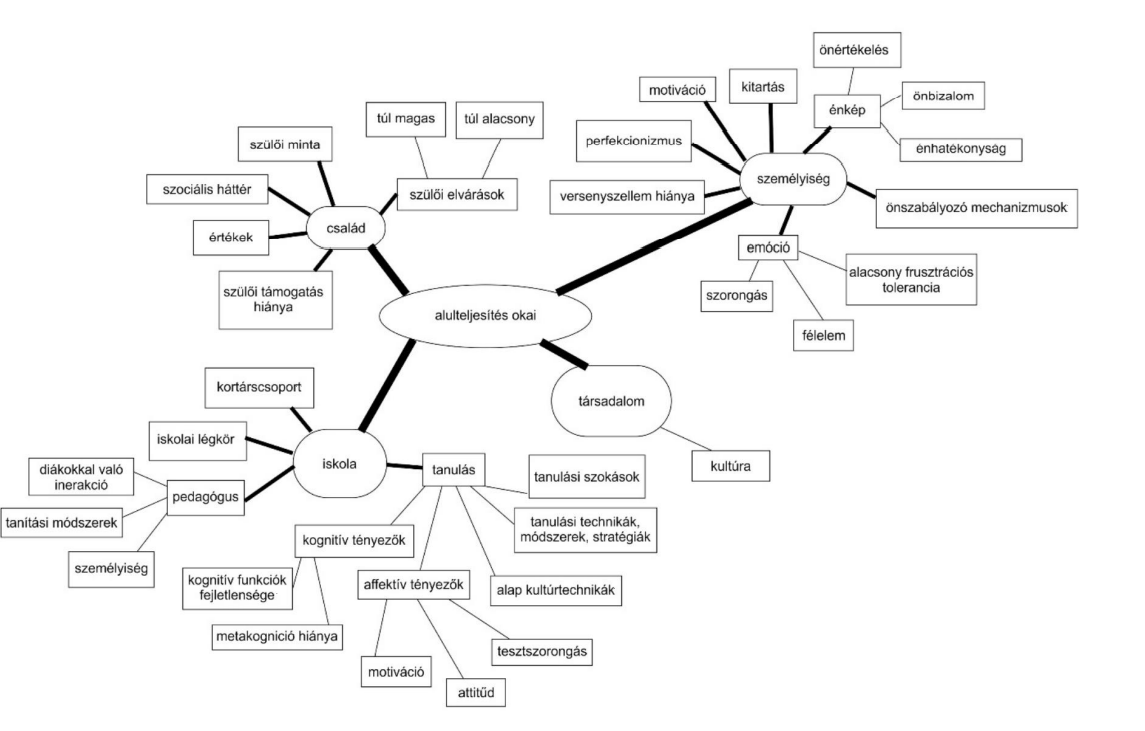 önértékelés
motiváció
kitartás
önbizalom
énkép
túl magas
túl alacsony
perfekcionizmus
szülői minta
enhatékonyság
személyiség
szociális háttér
szülői elvárások
versenyszellem hiánya
önszabályozó mechanizmusok
család
értékek
emóció
alacsony frusztrációs
tolerancia
szülői támogatás
hiánya
szorongás
alulteljesítés okai
félelem
kortárscsoport
társadalom
iskolai légkör
iskola
kultúra
diákokkal való
inerakció
tanulás
tanulási szokások
pedagógus
tanítási módszerek
tanulási technikák,
módszerek, stratégiák
kognitív tényezők
személyiség
kognitív funkciók
fejletlensége
affektív tényezők
alap kultúrtechnikák
metakogníció hiánya
tesztszorongás
motiváció
attitűd